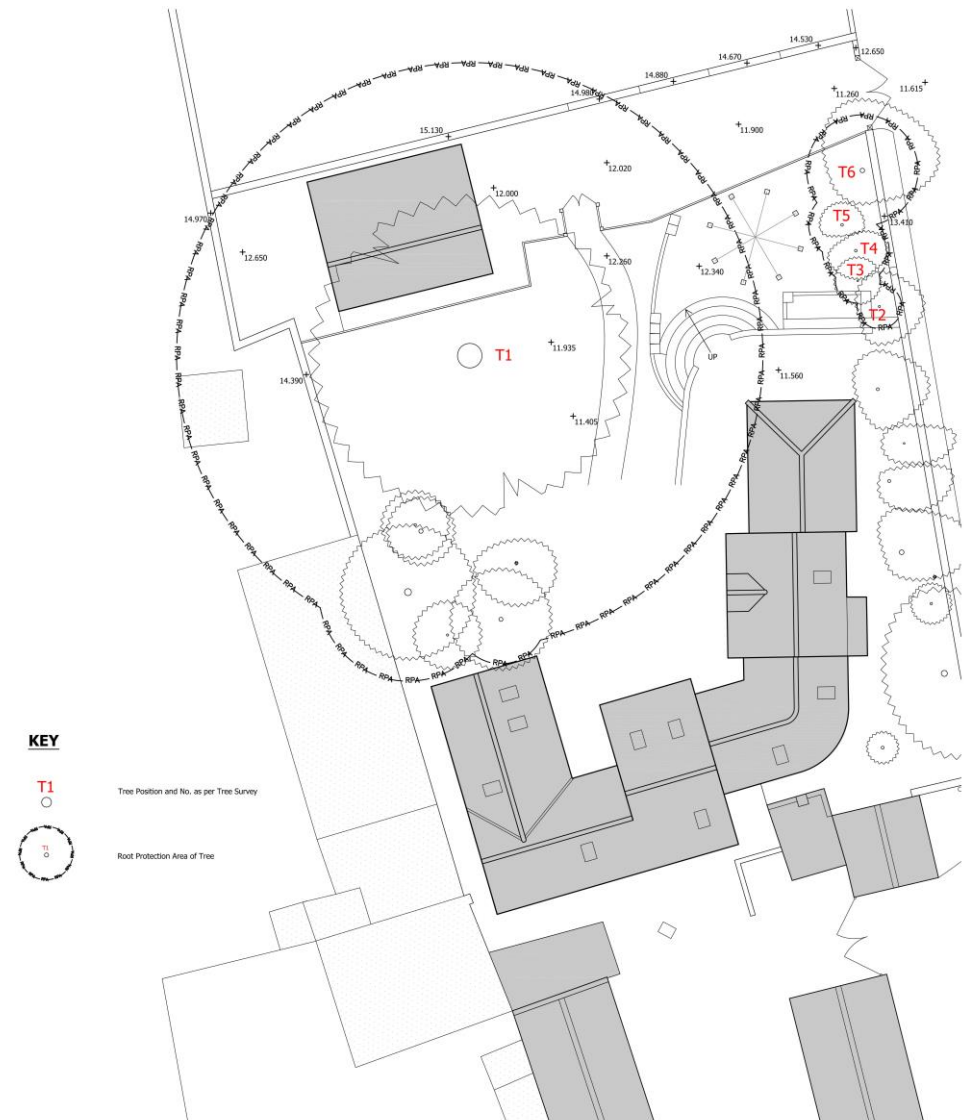 14.530
12.650
14.670
14.880
11.260
11.615
14.980
11.900
15.130
12.020
T6
12.000
14.970
T5
13.410
12.650
12.260
T4
12.340
T3
T2
T1
11.935
UP
11.560
14.390
11.405
RPA
KEY
T1
Tree Position and No. as per Tree Survey
T1
Root Protection Area of Tree